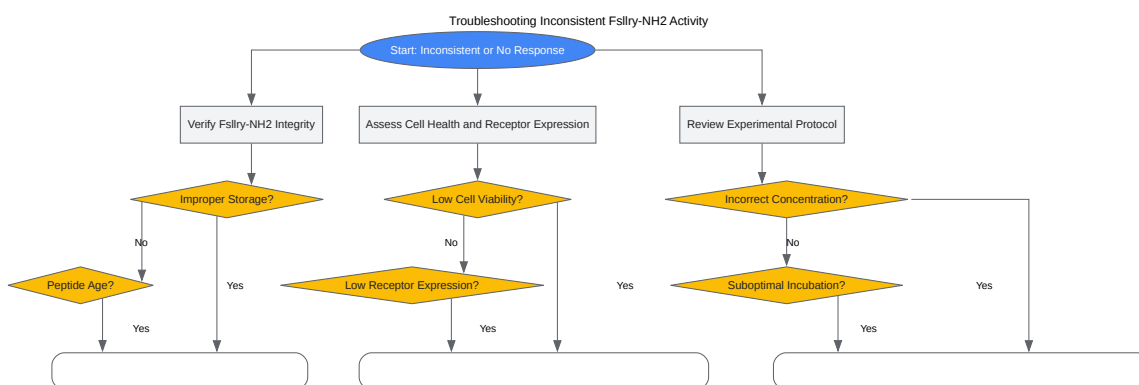 Troubleshooting Inconsistent Fsllry-NH2 Activity
Start: Inconsistent or No Response
Verify Fsllry-NH2 Integrity
Assess Cell Health and Receptor Expression
Review Experimental Protocol
Improper Storage?
Low Cell Viability?
Incorrect Concentration?
No
No
No
Peptide Age?
Yes
Low Receptor Expression?
Yes
Suboptimal Incubation?
Yes
Yes
Yes
Yes